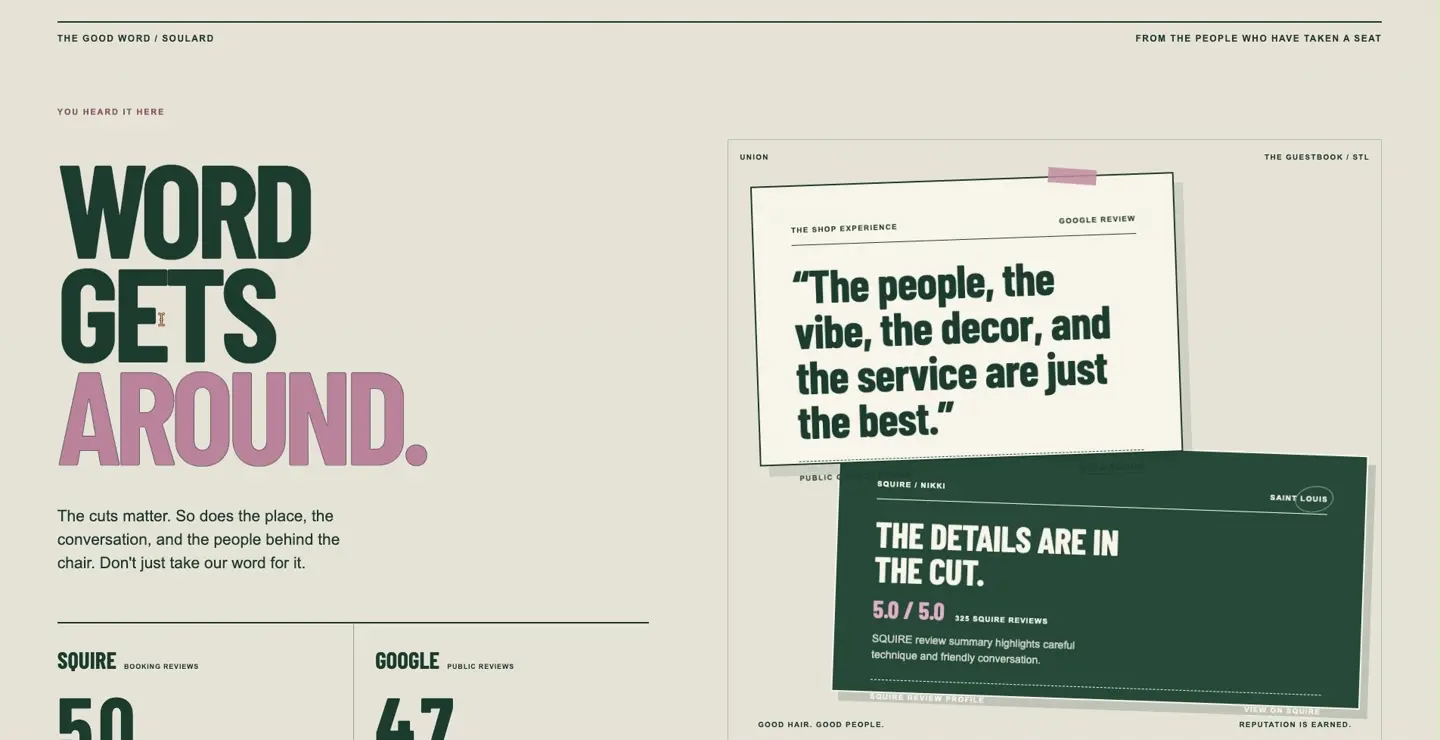 THE GOOD WORD / SOULARD
FROM THE PEOPLE WHO HAVE TAKEN A SEAT
YOU HEARD IT HERE
WORD
GETS
AROUND.
The cuts matter. So does the place, the
conversation, and the people behind the
chair. Don't just take our word for it.
SQUIRE BOOKING REVIEWS
GOOGLE PUBLIC REVIEWS
UNION
THE GUESTBOOK / STL
THE SHOP EXPERIENCE
GOOGLE REVIEW
“The people, the
vibe, the decor, and
the service are just
the best.”
PUBLIC
SQUIRE / NIKKI
SAINT LOUIS
THE DETAILS ARE IN
THE CUT.
5.0 / 5.0 325 SQUIRE REVIEWS
SQUIRE review summary highlights careful
technique and friendly conversation.
SQUIRE REVIEW PROFILE
VIEW ON SQUIRE
GOOD HAIR. GOOD PEOPLE.
REPUTATION IS EARNED.